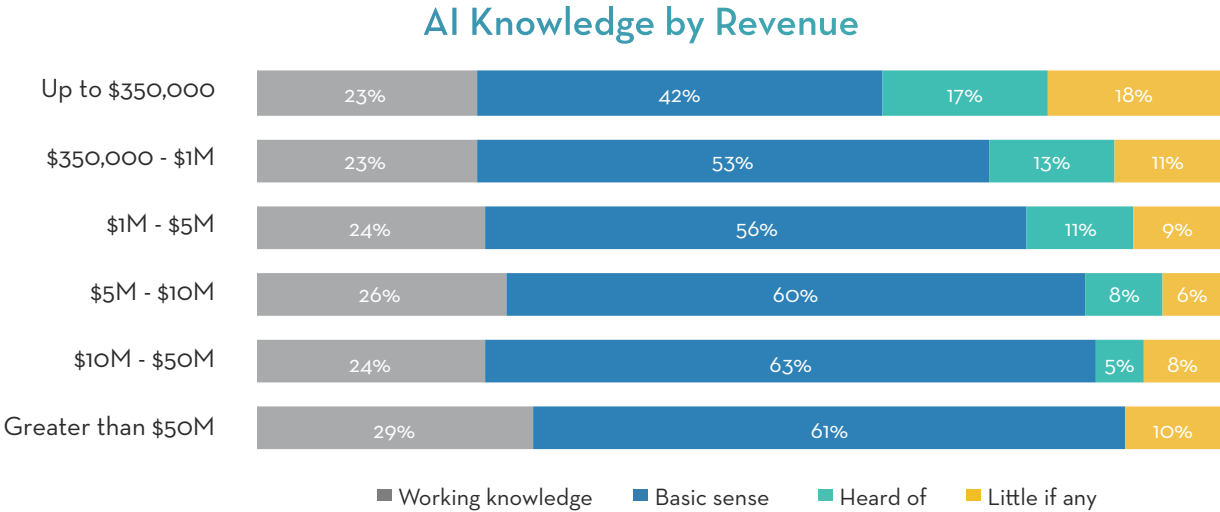 AI Knowledge by Revenue
Up to $350,000 23% 42% 17% 18%
$350,000 - $1M 23% 53% 13% 11%
$1M - $5M 24% 56% 11% 9%
$5M - $10M 26% 60% 8% 6%
$10M - $50M 24% 63% 5% 8%
Greater than $50M 29% 61% 10%
Working knowledge Basic sense Heard of Little if any